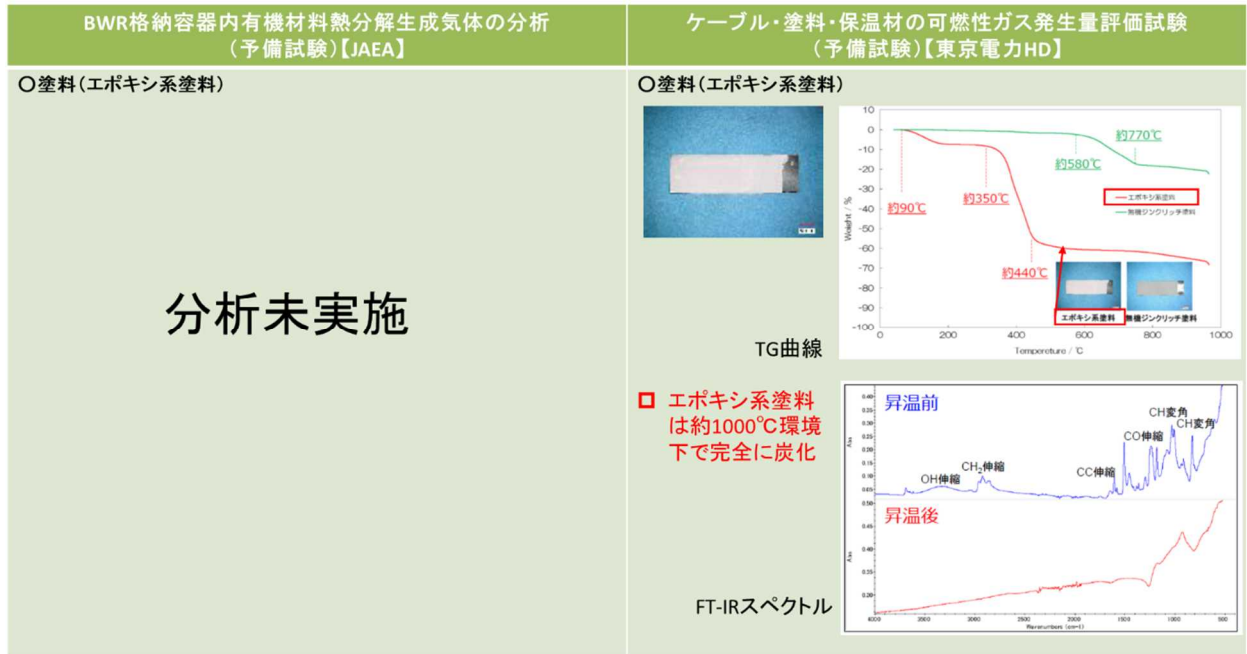 BWR格納容器内有機材料熱分解生成気体の分析
（予備試験）【JAEA】
ケーブル・塗料・保温材の可燃性ガス発生量評価試験
（予備試験）【東京電力HD】
〇塗料（エポキシ系塗料）
分析未実施
〇塗料（エポキシ系塗料）
10
0
-10
-20
-30
-40
-50
-60
-70
-80
-90
-100
Weight / %
約90℃
約350℃
約440℃
約580℃
約770℃
エポキシ系塗料
無機ジンクリッチ塗料
エポキシ系塗料
無機ジンクリッチ塗料
0 200 400 600 800 1000
Tempereture / ℃
TG曲線
エポキシ系塗料
は約1000℃環境
下で完全に炭化
昇温前
OH伸縮
CH₂伸縮
CC伸縮
CO伸縮
CH変角
CH変角
昇温後
FT-IRスペクトル